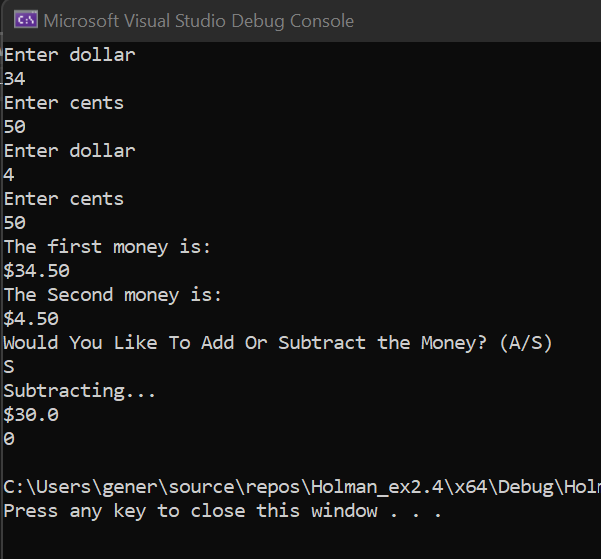 Microsoft Visual Studio Debug Console
Enter dollar
34
Enter cents
50
Enter dollar
4
Enter cents
50
The first money is:
$34.50
The Second money is:
$4.50
Would You Like To Add Or Subtract the Money? (A/S)
S
Subtracting...
$30.0
0
C:\Users\gener\source\repos\Holman_ex2.4\x64\Debug\Hol
Press any key to close this window . . .